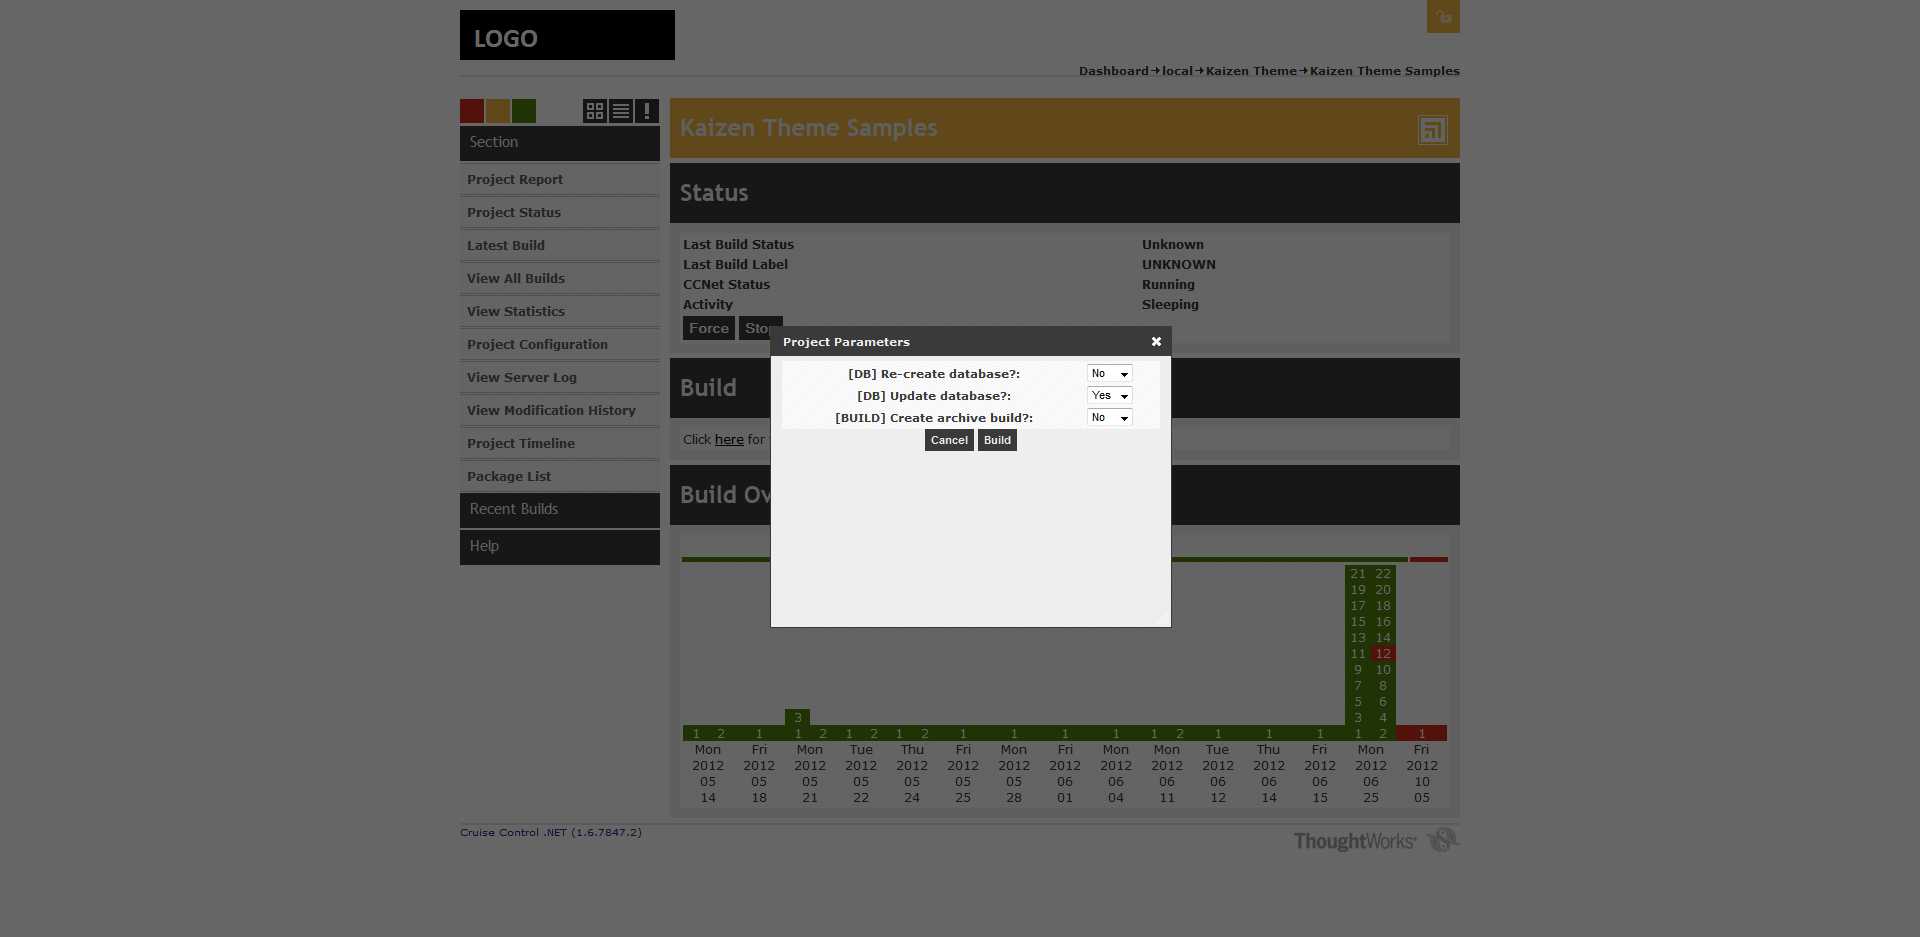 LOGO
Dashboard→local→Kaizen Theme→Kaizen Theme Samples
Section
Project Report
Project Status
Latest Build
View All Builds
View Statistics
Project Configuration
View Server Log
View Modification History
Project Timeline
Package List
Recent Builds
Help
Kaizen Theme Samples
Status
Last Build Status Unknown
Last Build Label UNKNOWN
CCNet Status Running
Activity Sleeping
Force Stop
Project Parameters
[DB] Re-create database?: No
[DB] Update database?: Yes
[BUILD] Create archive build?: No
Cancel Build
Build
Click here for
Build Ov
21 22
19 20
17 18
15 16
13 14
11 12
9 10
7 8
5 6
3 3 4
1 2 1 1 2 1 2 1 2 1 1 1 1 1 2 1 1 1 1 2 1
Mon Fri Mon Tue Thu Fri Mon Fri Mon Mon Tue Thu Fri Mon Fri
2012 2012 2012 2012 2012 2012 2012 2012 2012 2012 2012 2012 2012 2012 2012
05 05 05 05 05 05 05 06 06 06 06 06 06 06 10
14 18 21 22 24 25 28 01 04 11 12 14 15 25 05
Cruise Control .NET (1.6.7847.2)
ThoughtWorks